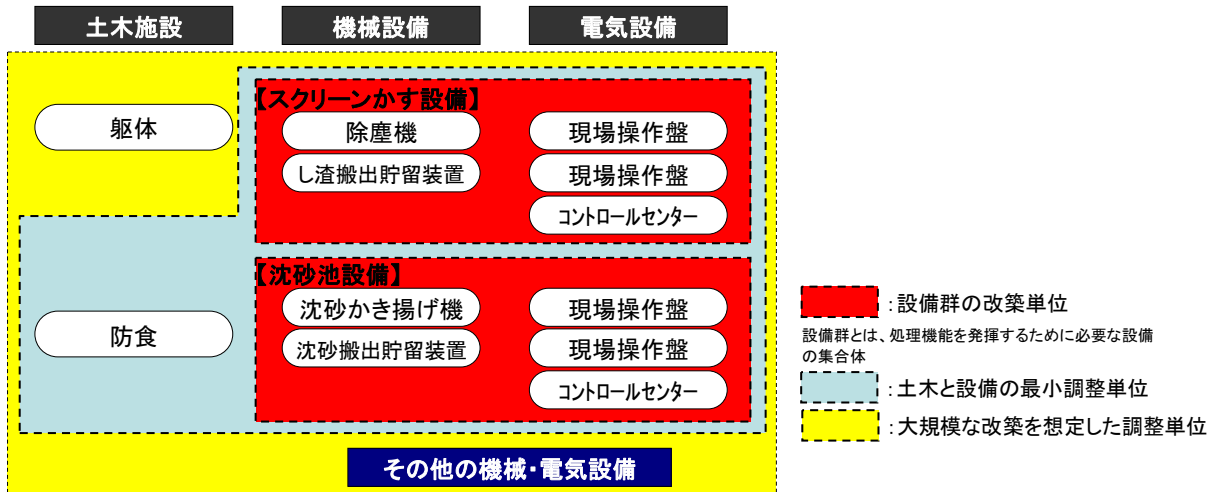 土木施設
機械設備
電気設備
【スクリーンかす設備】
躯体
除塵機
現場操作盤
し渣搬出貯留装置
現場操作盤
コントロールセンター
【沈砂池設備】
防食
沈砂かき揚げ機
現場操作盤
沈砂搬出貯留装置
現場操作盤
コントロールセンター
その他の機械・電気設備
：設備群の改築単位
設備群とは、処理機能を発揮するために必要な設備
の集合体
：土木と設備の最小調整単位
：大規模な改築を想定した調整単位